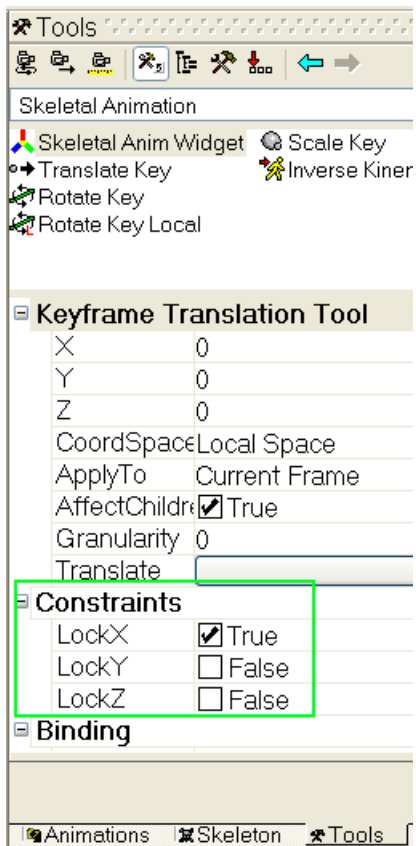 Tools
Skeletal Animation
Skeletal Anim Widget Scale Key
Translate Key Inverse Kiner
Rotate Key
Rotate Key Local
Keyframe Translation Tool
X 0
Y 0
Z 0
CoordSpace Local Space
ApplyTo Current Frame
AffectChildre True
Granularity 0
Translate
Constraints
LockX True
LockY False
LockZ False
Binding
Animations Skeleton Tools